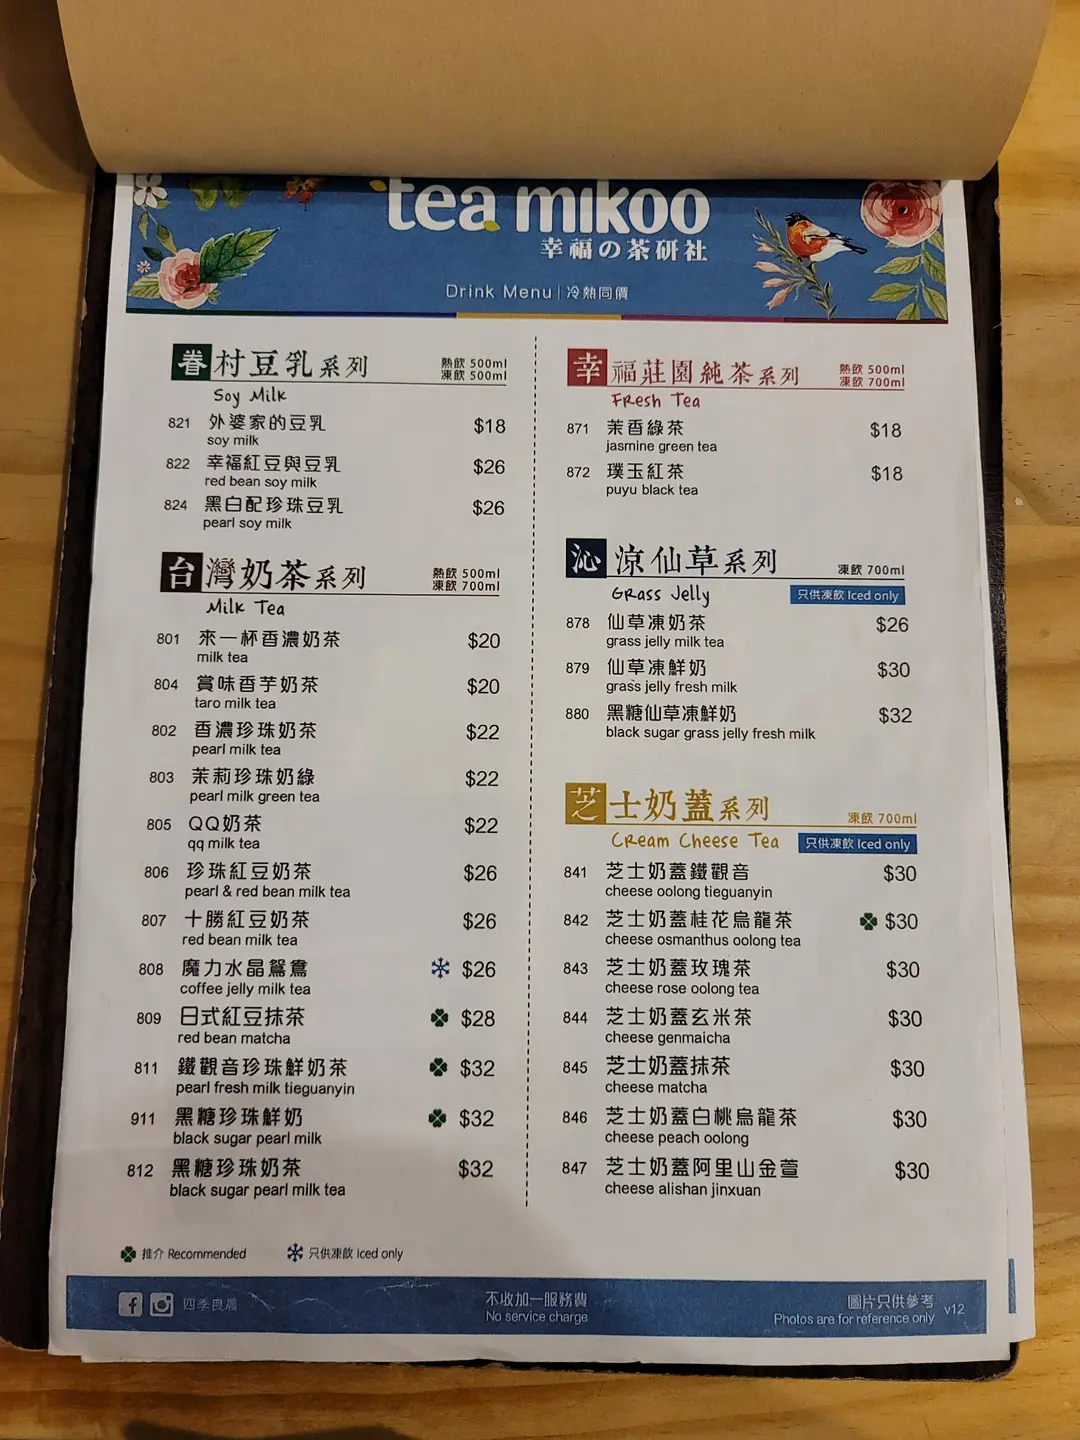 tea mikoo
幸福の茶研社
Drink Menu | 冷熱同價
眷村豆乳系列
熱飲 500ml
凍飲 500ml
Soy Milk
821 外婆家的豆乳 $18
soy milk
822 幸福紅豆與豆乳 $26
red bean soy milk
824 黑白配珍珠豆乳 $26
pearl soy milk
台灣奶茶系列
熱飲 500ml
凍飲 700ml
Milk Tea
801 來一杯香濃奶茶 $20
milk tea
804 賞味香芋奶茶 $20
taro milk tea
802 香濃珍珠奶茶 $22
pearl milk tea
803 茉莉珍珠奶綠 $22
pearl milk green tea
805 QQ奶茶 $22
qq milk tea
806 珍珠紅豆奶茶 $26
pearl & red bean milk tea
807 十勝紅豆奶茶 $26
red bean milk tea
808 魔力水晶鴛鴦 $26
coffee jelly milk tea
809 日式紅豆抹茶 $28
red bean matcha
811 鐵觀音珍珠鮮奶茶 $32
pearl fresh milk tieguanyin
911 黑糖珍珠鮮奶 $32
black sugar pearl milk
812 黑糖珍珠奶茶 $32
black sugar pearl milk tea
推介 Recommended
只供凍飲 Iced only
幸福莊園純茶系列
熱飲 500ml
凍飲 700ml
Fresh Tea
871 茉香綠茶 $18
jasmine green tea
872 璞玉紅茶 $18
puyu black tea
沁涼仙草系列
凍飲 700ml
Grass Jelly
只供凍飲 Iced only
878 仙草凍奶茶 $26
grass jelly milk tea
879 仙草凍鮮奶 $30
grass jelly fresh milk
880 黑糖仙草凍鮮奶 $32
black sugar grass jelly fresh milk
芝士奶蓋系列
凍飲 700ml
Cream Cheese Tea
只供凍飲 Iced only
841 芝士奶蓋鐵觀音 $30
cheese oolong tieguanyin
842 芝士奶蓋桂花烏龍茶 $30
cheese osmanthus oolong tea
843 芝士奶蓋玫瑰茶 $30
cheese rose oolong tea
844 芝士奶蓋玄米茶 $30
cheese genmaicha
845 芝士奶蓋抹茶 $30
cheese matcha
846 芝士奶蓋白桃烏龍茶 $30
cheese peach oolong
847 芝士奶蓋阿里山金萱 $30
cheese alishan jinxuan
四季良晨
不收加一服務費
No service charge
圖片只供參考
Photos are for reference only
v12